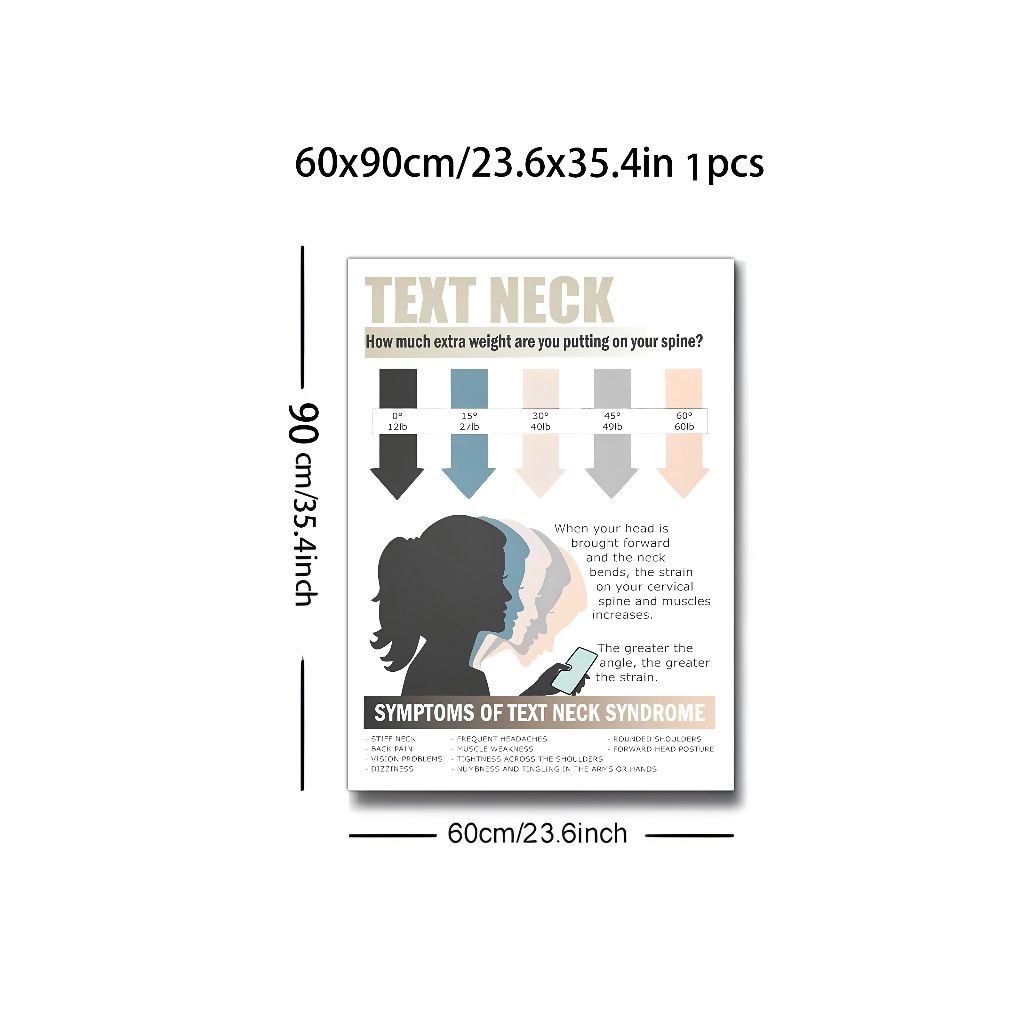 60x90cm/23.6x35.4in 1pcs
90 cm/35.4inch
TEXT NECK
How much extra weight are you putting on your spine?
0° 15° 30° 45° 60°
12lb 27lb 40lb 49lb 60lb
When your head is
brought forward
and the neck
bends, the strain
on your cervical
spine and muscles
increases.
The greater the
angle, the greater
the strain.
SYMPTOMS OF TEXT NECK SYNDROME
- STIFF NECK - FREQUENT HEADACHES - ROUNDED SHOULDERS
- BACK PAIN - MUSCLE WEAKNESS - FORWARD HEAD POSTURE
- VISION PROBLEMS - TIGHTNESS ACROSS THE SHOULDERS
- DIZZINESS - NUMBNESS AND TINGLING IN THE ARMS OR HANDS
60cm/23.6inch